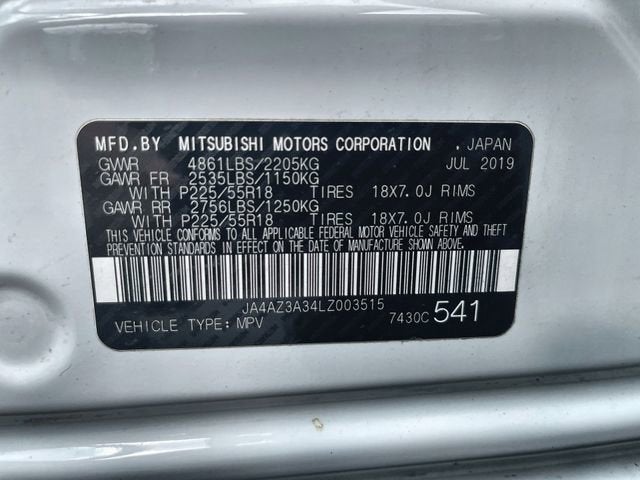 MFD.BY MITSUBISHI MOTORS CORPORATION . JAPAN
GVWR 4861LBS/2205KG JUL 2019
GAWR FR 2535LBS/1150KG
WITH P225/55R18 TIRES 18X7.0J RIMS
GAWR RR 2756LBS/1250KG
WITH P225/55R18 TIRES 18X7.0J RIMS
THIS VEHICLE CONFORMS TO ALL APPLICABLE FEDERAL MOTOR VEHICLE SAFETY AND THEFT
PREVENTION STANDARDS IN EFFECT ON THE DATE OF MANUFACTURE SHOWN ABOVE.
JA4AZ3A34LZ003515
VEHICLE TYPE: MPV 7430C 541